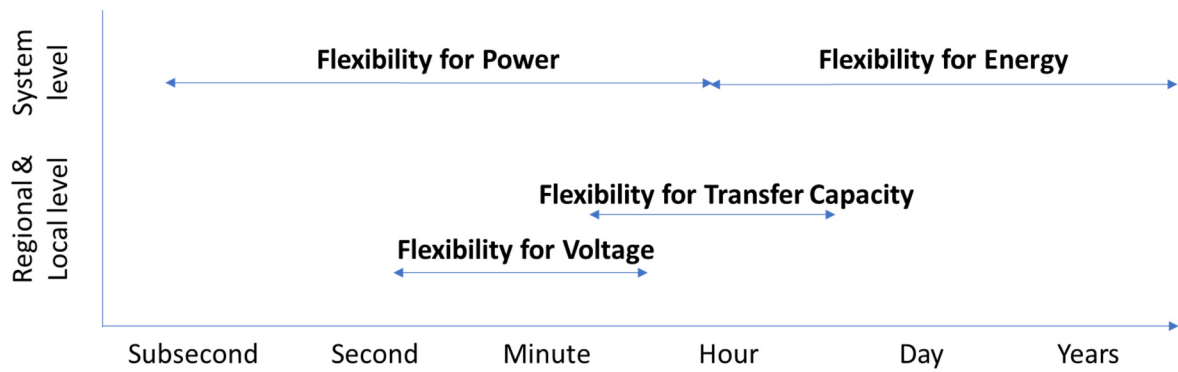 System
level
Flexibility for Power
Flexibility for Energy
Regional &
Local level
Flexibility for Transfer Capacity
Flexibility for Voltage
Subsecond
Second
Minute
Hour
Day
Years